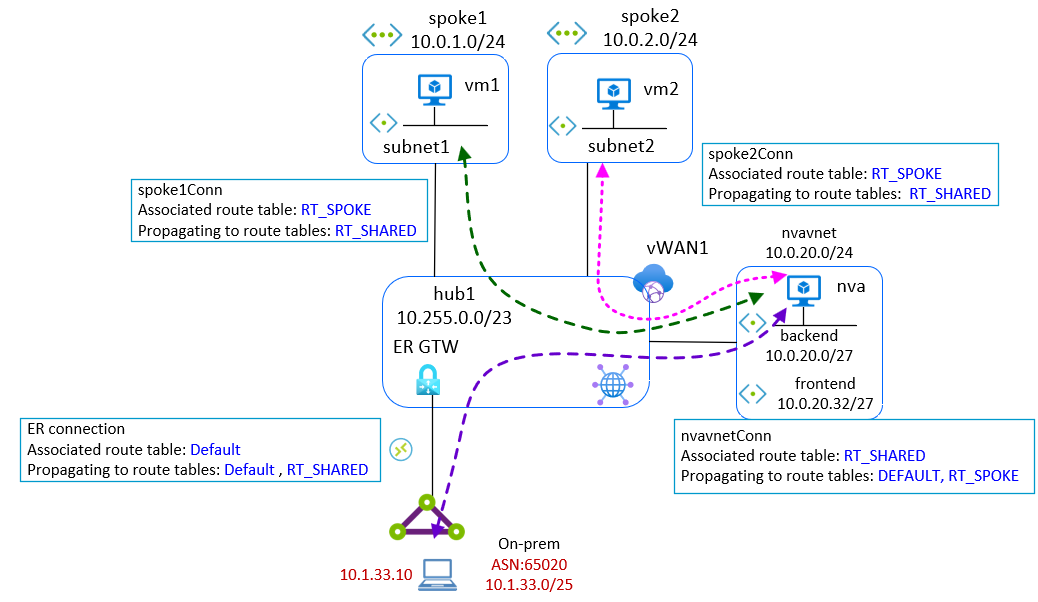 spoke1
10.0.1.0/24
spoke2
10.0.2.0/24
vm1
subnet1
vm2
subnet2
spoke1Conn
Associated route table: RT_SPOKE
Propagating to route tables: RT_SHARED
spoke2Conn
Associated route table: RT_SPOKE
Propagating to route tables:  RT_SHARED
vWAN1
nvavnet
10.0.20.0/24
nva
backend
10.0.20.0/27
frontend
10.0.20.32/27
hub1
10.255.0.0/23
ER GTW
ER connection
Associated route table: Default
Propagating to route tables: Default , RT_SHARED
nvavnetConn
Associated route table: RT_SHARED
Propagating to route tables: DEFAULT, RT_SPOKE
On-prem
ASN:65020
10.1.33.0/25
10.1.33.10